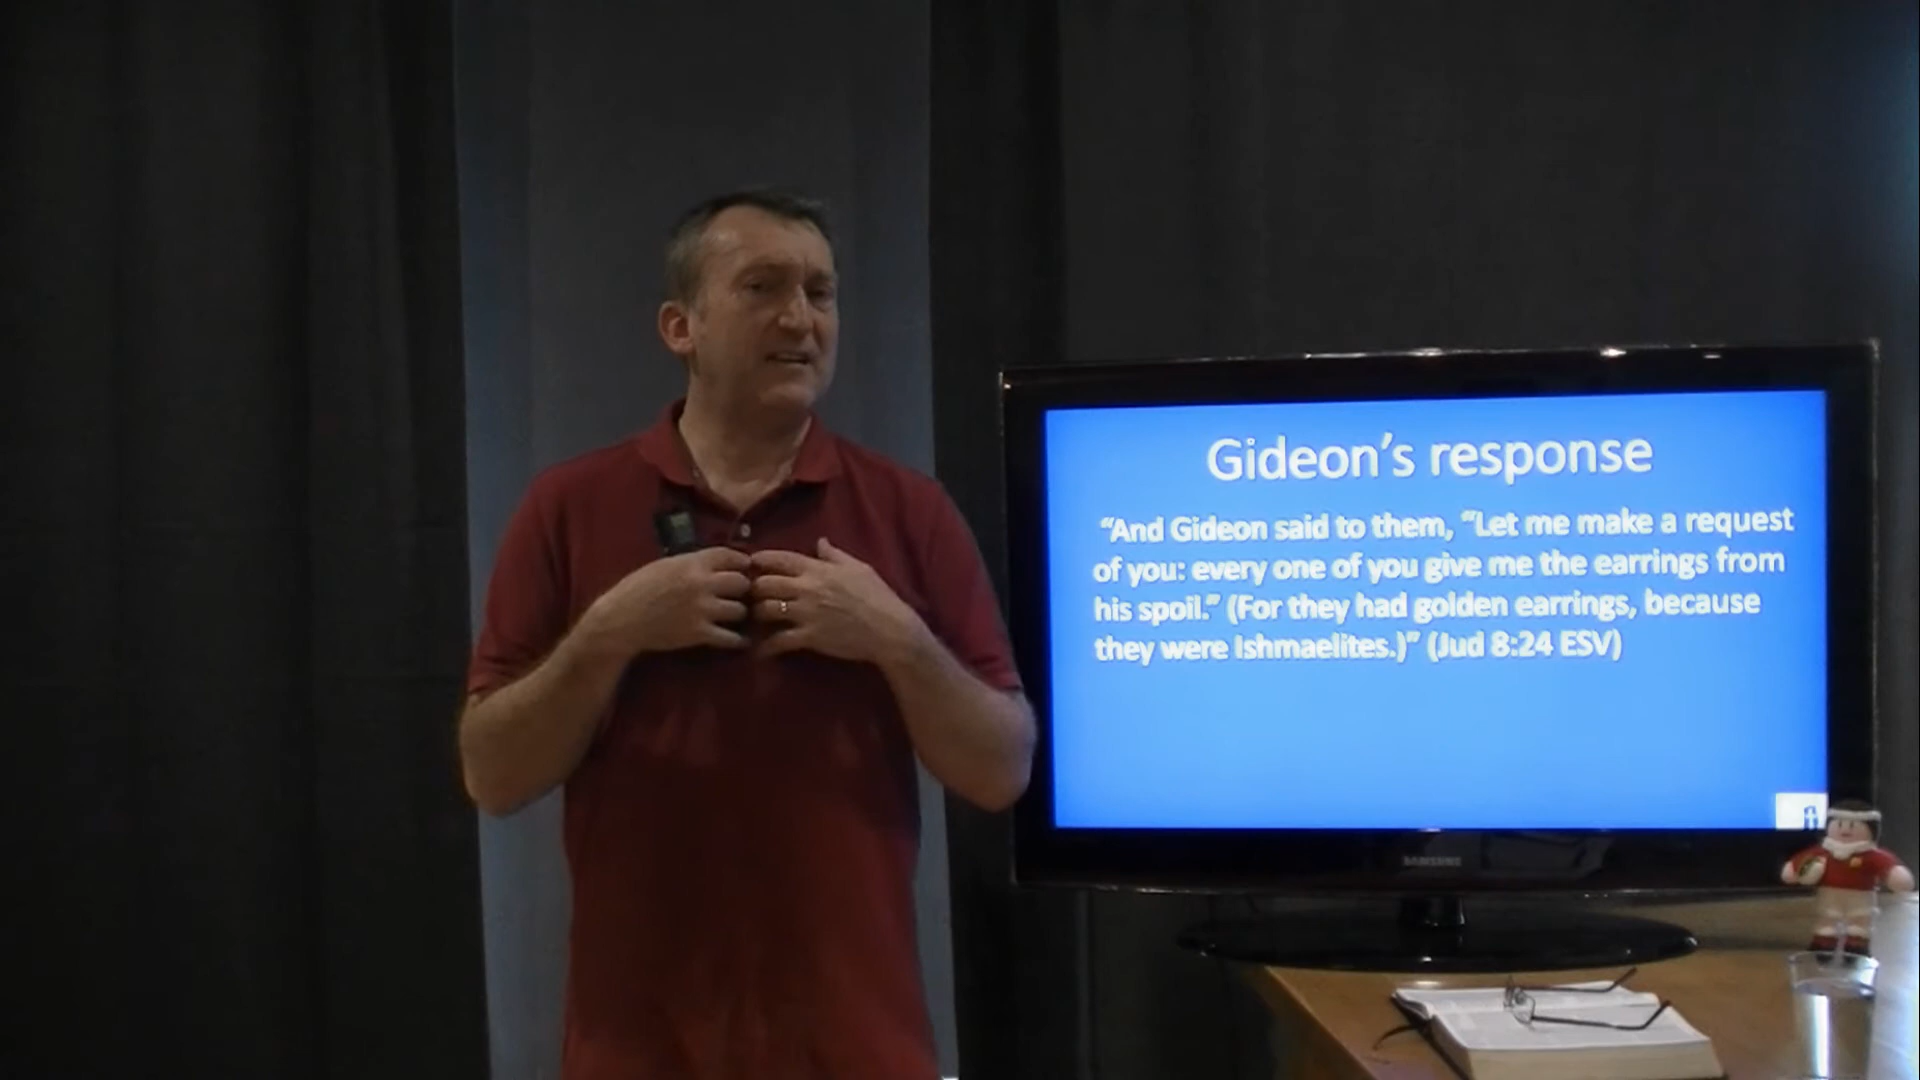 Gideon’s response
“And Gideon said to them, “Let me make a request
of you: every one of you give me the earrings from
his spoil.” (For they had golden earrings, because
they were Ishmaelites.)” (Jud 8:24 ESV)
SAMSUNG